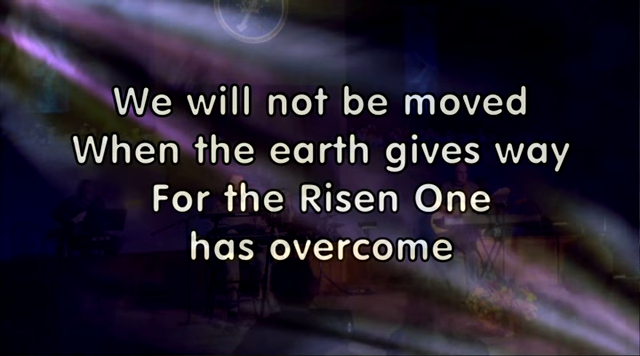 We will not be moved
When the earth gives way
For the Risen One
has overcome